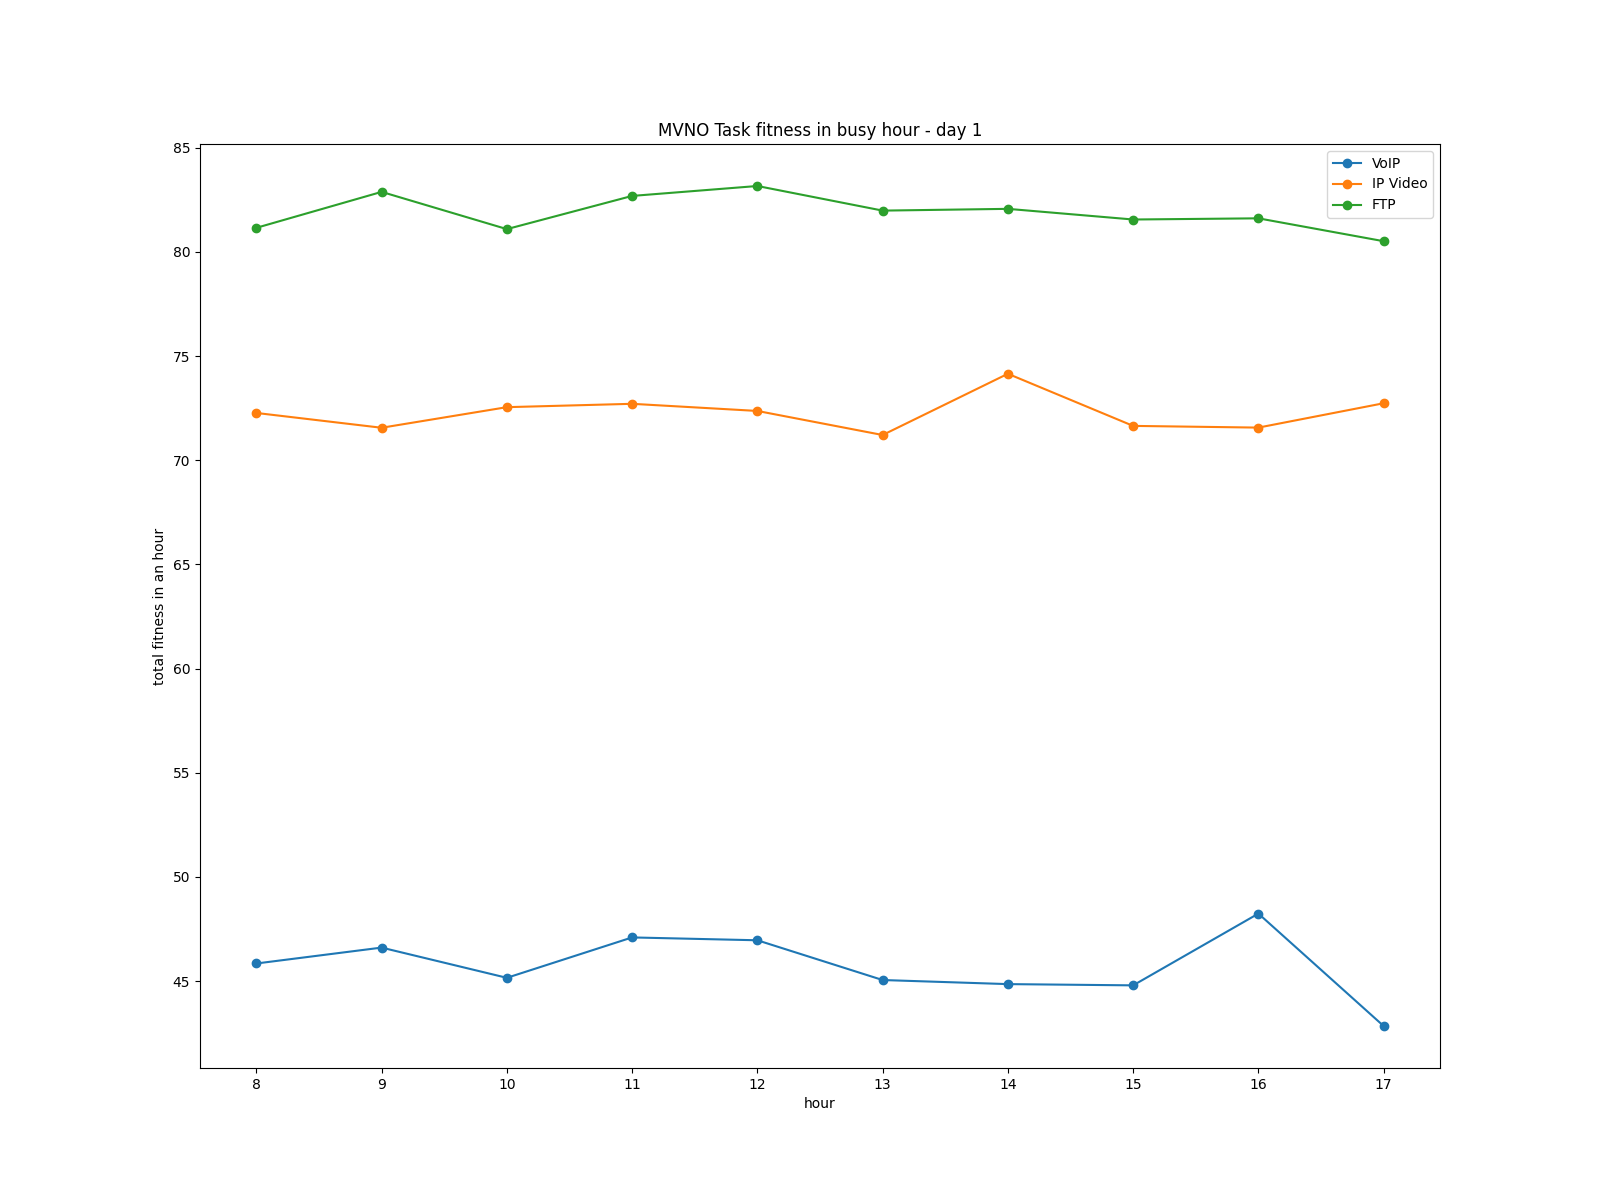 MVNO Task fitness in busy hour - day 1
VoIP
IP Video
FTP
85
80
75
70
65
60
55
50
45
total fitness in an hour
8 9 10 11 12 13 14 15 16 17
hour